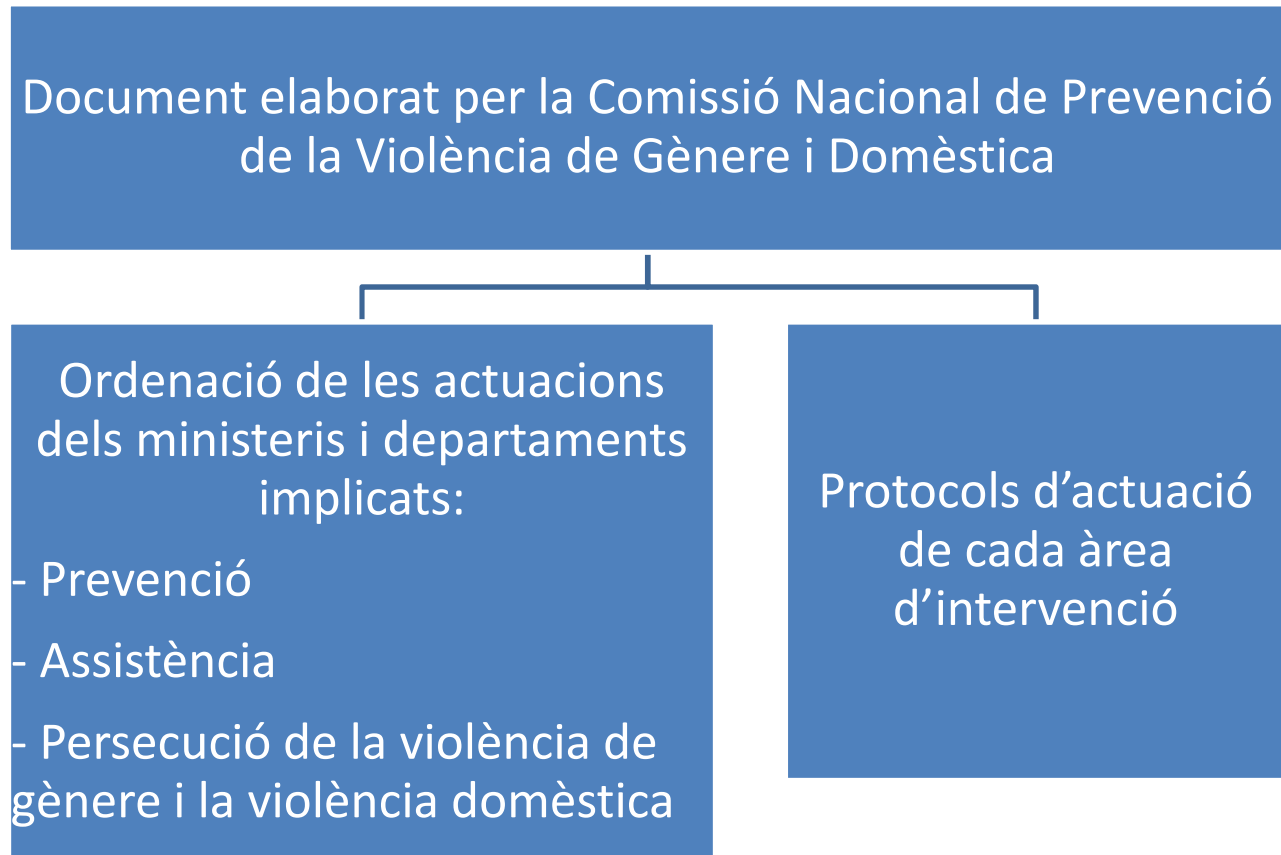 Document elaborat per la Comissió Nacional de Prevenció
de la Violència de Gènere i Domèstica
Ordenació de les actuacions
dels ministeris i departaments
implicats:
- Prevenció
- Assistència
- Persecució de la violència de
gènere i la violència domèstica
Protocols d’actuació
de cada àrea
d’intervenció